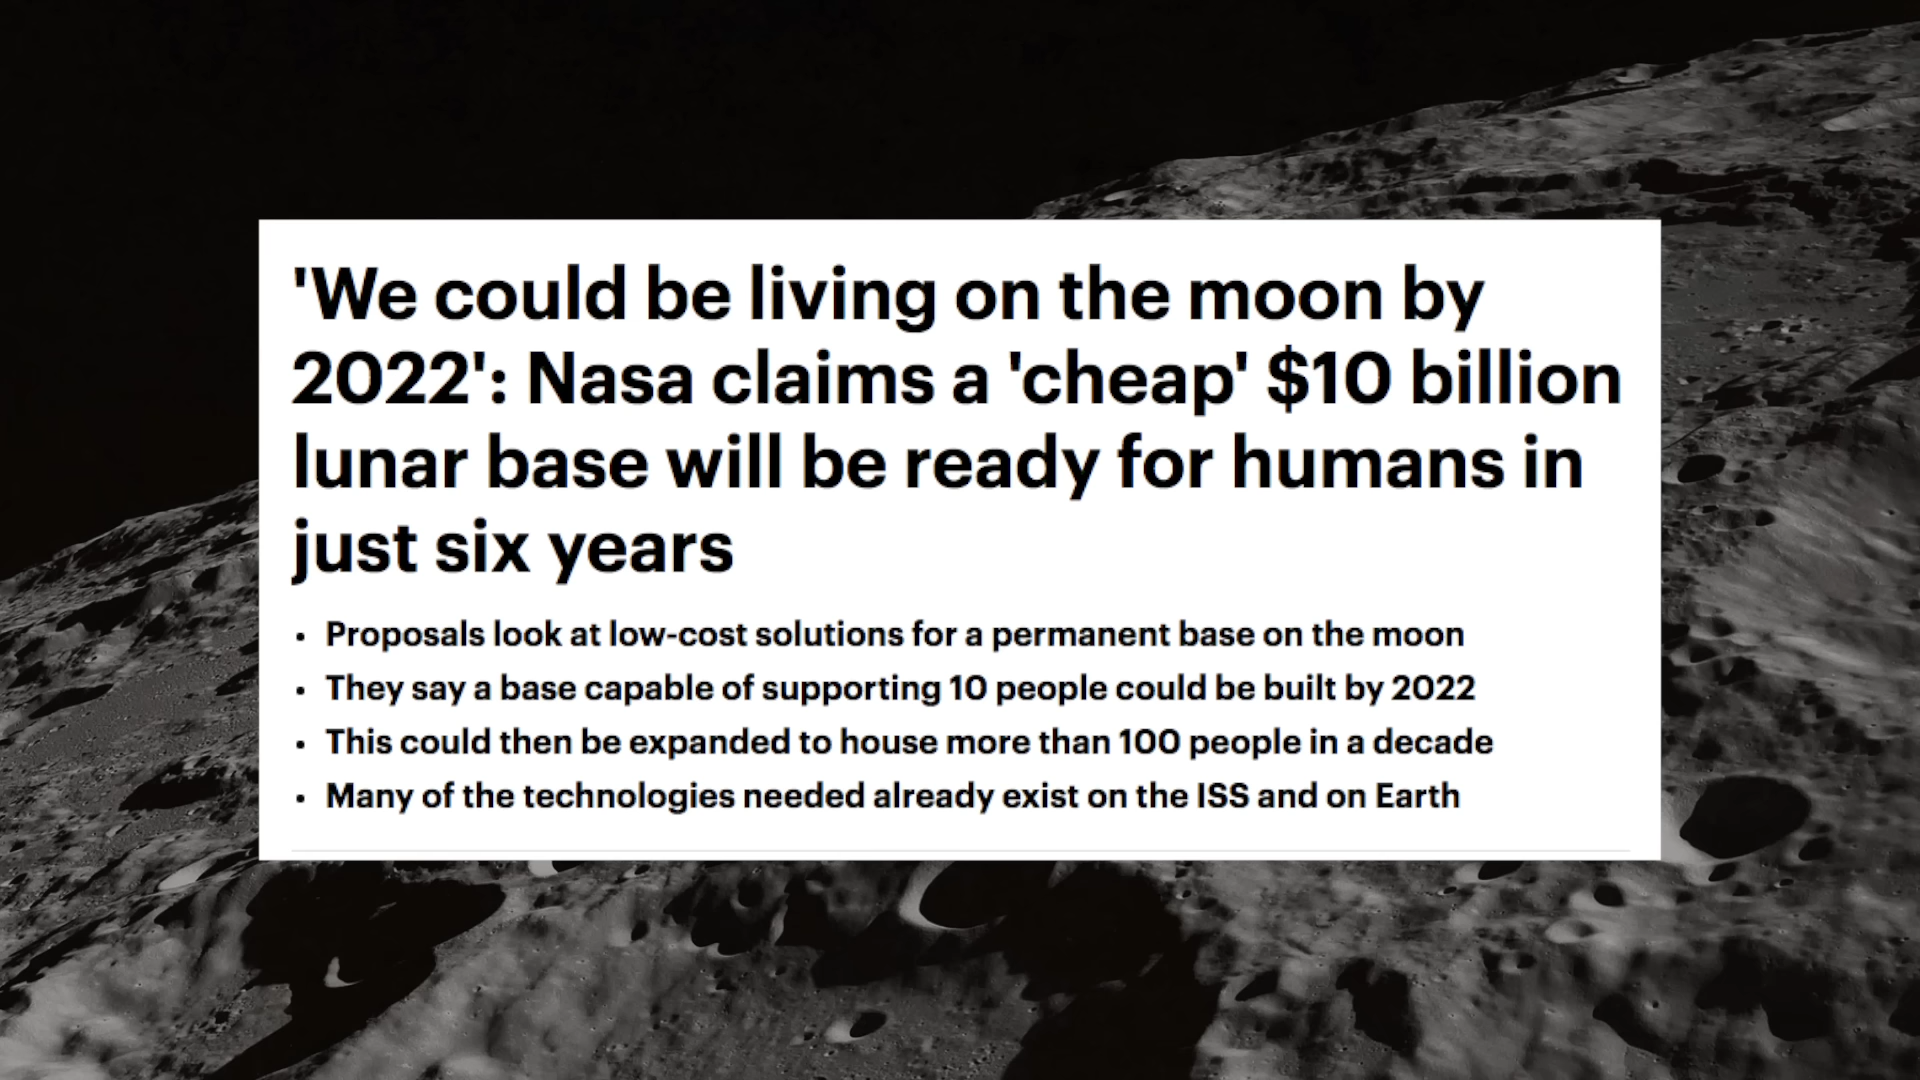 'We could be living on the moon by
2022': Nasa claims a 'cheap' $10 billion
lunar base will be ready for humans in
just six years
• Proposals look at low-cost solutions for a permanent base on the moon
• They say a base capable of supporting 10 people could be built by 2022
• This could then be expanded to house more than 100 people in a decade
• Many of the technologies needed already exist on the ISS and on Earth